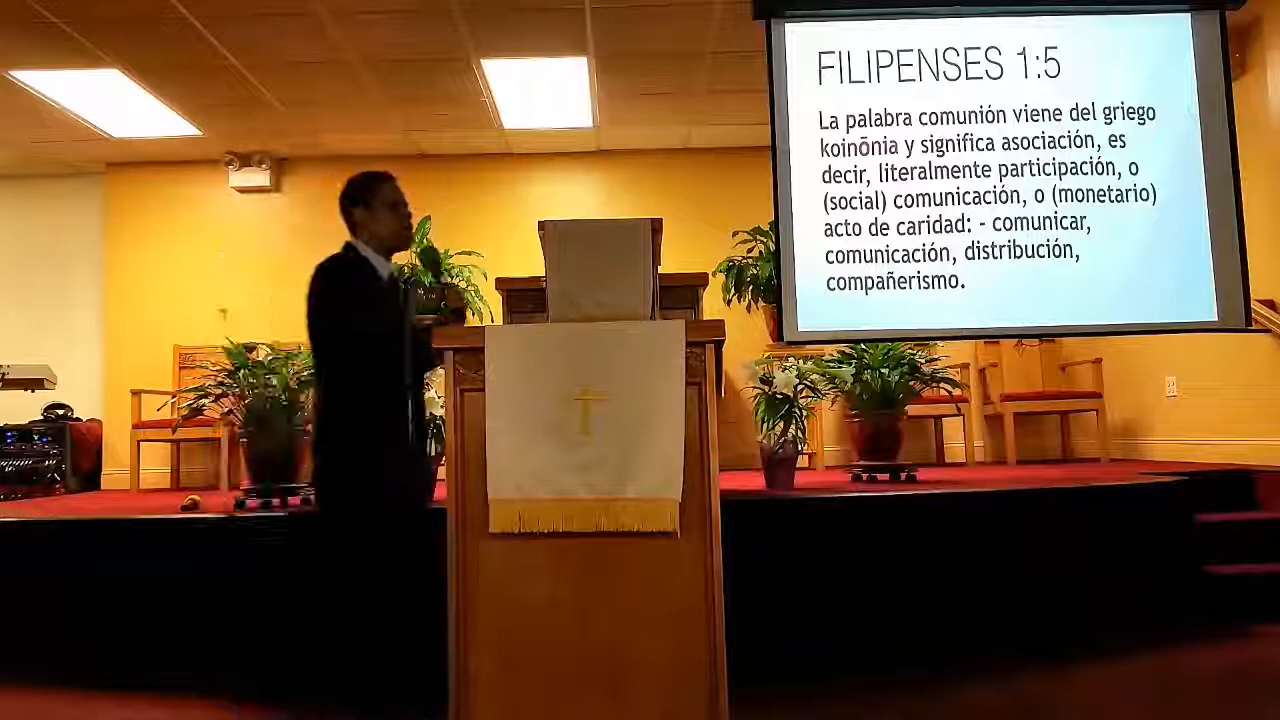 FILIPENSES 1:5
La palabra comunión viene del griego
koinōnia y significa asociación, es
decir, literalmente participación, o
(social) comunicación, o (monetario)
acto de caridad: - comunicar,
comunicación, distribución,
compañerismo.